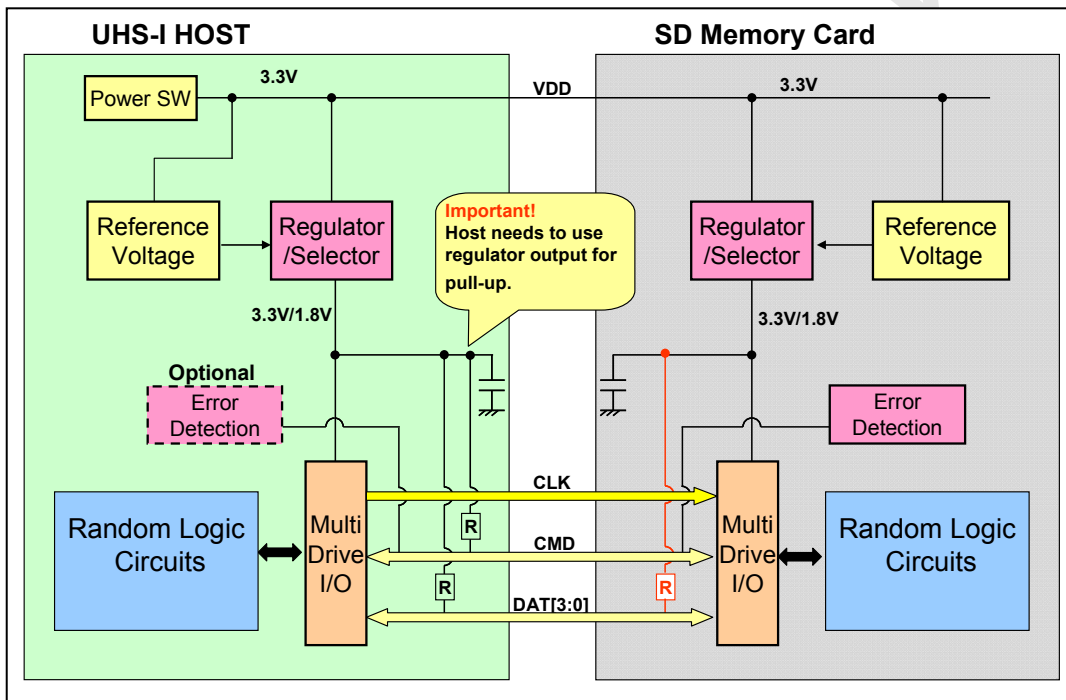 UHS-I HOST
SD Memory Card
3.3V
VDD
3.3V
Power SW
Reference
Voltage
Regulator
/Selector
Important!
Host needs to use
regulator output for
pull-up.
Regulator
/Selector
Reference
Voltage
3.3V/1.8V
3.3V/1.8V
Optional
Error
Detection
Error
Detection
CLK
Random Logic
Circuits
Multi
Drive
I/O
R
CMD
R
DAT[3:0]
R
Multi
Drive
I/O
Random Logic
Circuits